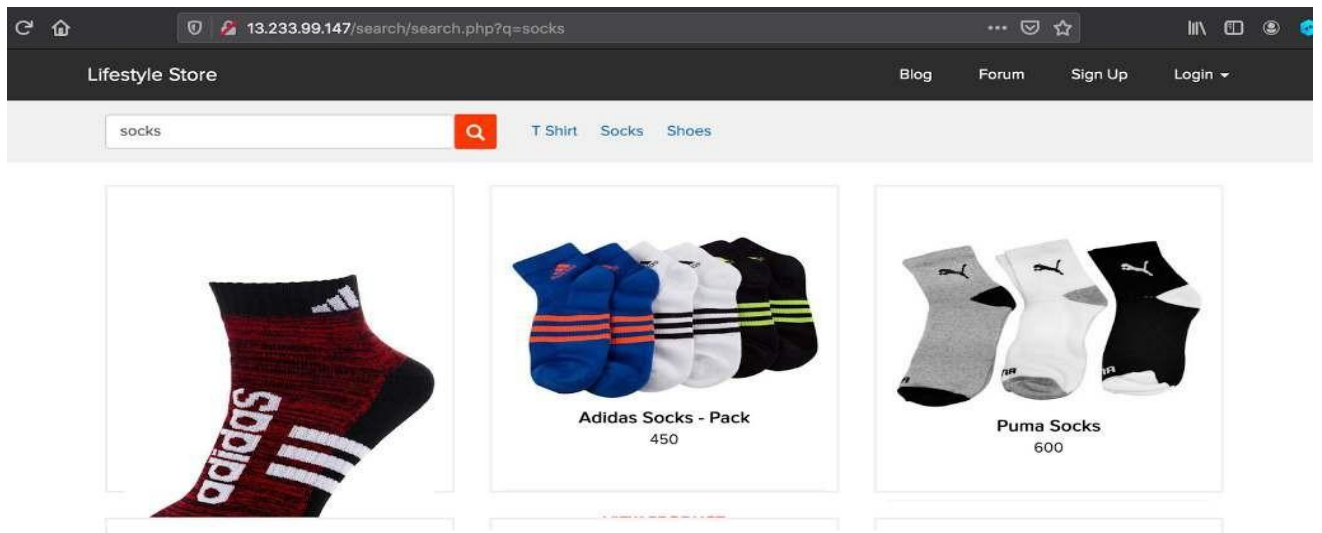 13.233.99.147/search/search.php?q=socks
Lifestyle Store
Blog
Forum
Sign Up
Login
socks
T Shirt
Socks
Shoes
adidas
Adidas Socks - Pack
450
Puma Socks
600